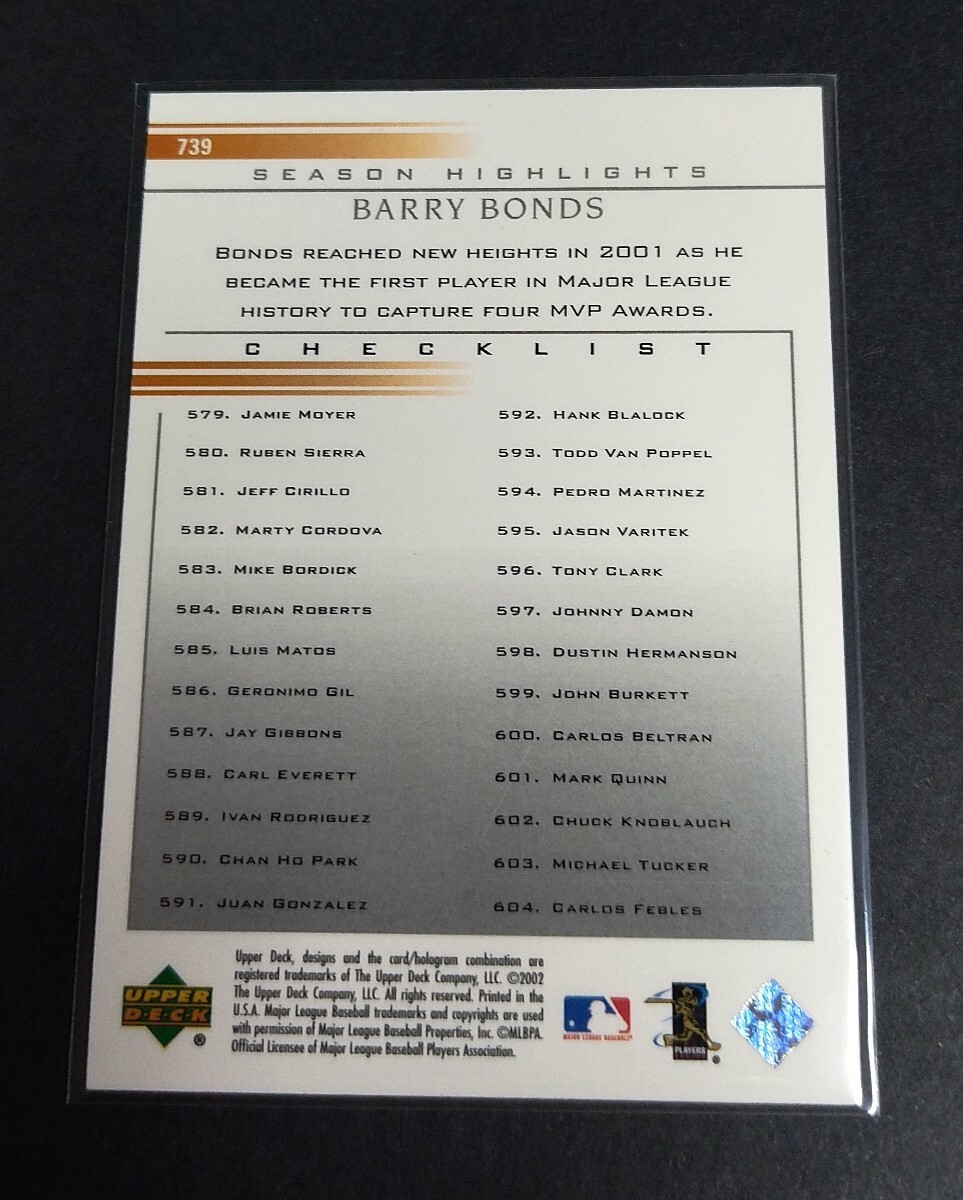 739
SEASON HIGHLIGHTS
BARRY BONDS
BONDS REACHED NEW HEIGHTS IN 2001 AS HE
BECAME THE FIRST PLAYER IN MAJOR LEAGUE
HISTORY TO CAPTURE FOUR MVP AWARDS.
CHECKLIST
579. JAMIE MOYER
580. RUBEN SIERRA
581. JEFF CIRILLO
582. MARTY CORDOVA
583. MIKE BORDICK
584. BRIAN ROBERTS
585. LUIS MATOS
586. GERONIMO GIL
587. JAY GIBBONS
588. CARL EVERETT
589. IVAN RODRIGUEZ
590. CHAN HO PARK
591. JUAN GONZALEZ
592. HANK BLALOCK
593. TODD VAN POPPEL
594. PEDRO MARTINEZ
595. JASON VARITEK
596. TONY CLARK
597. JOHNNY DAMON
598. DUSTIN HERMANSON
599. JOHN BURKETT
600. CARLOS BELTRAN
601. MARK QUINN
602. CHUCK KNOBLAUCH
603. MICHAEL TUCKER
604. CARLOS FEBLES
UPPER
DECK
®
Upper Deck, designs and the card/hologram combination are
registered trademarks of The Upper Deck Company, LLC. ©2002
The Upper Deck Company, LLC. All rights reserved. Printed in the
U.S.A. Major League Baseball trademarks and copyrights are used
with permission of Major League Baseball Properties, Inc. ©MLBPA.
Official Licensee of Major League Baseball Players Association.
MAJOR LEAGUE BASEBALL
PLAYERS